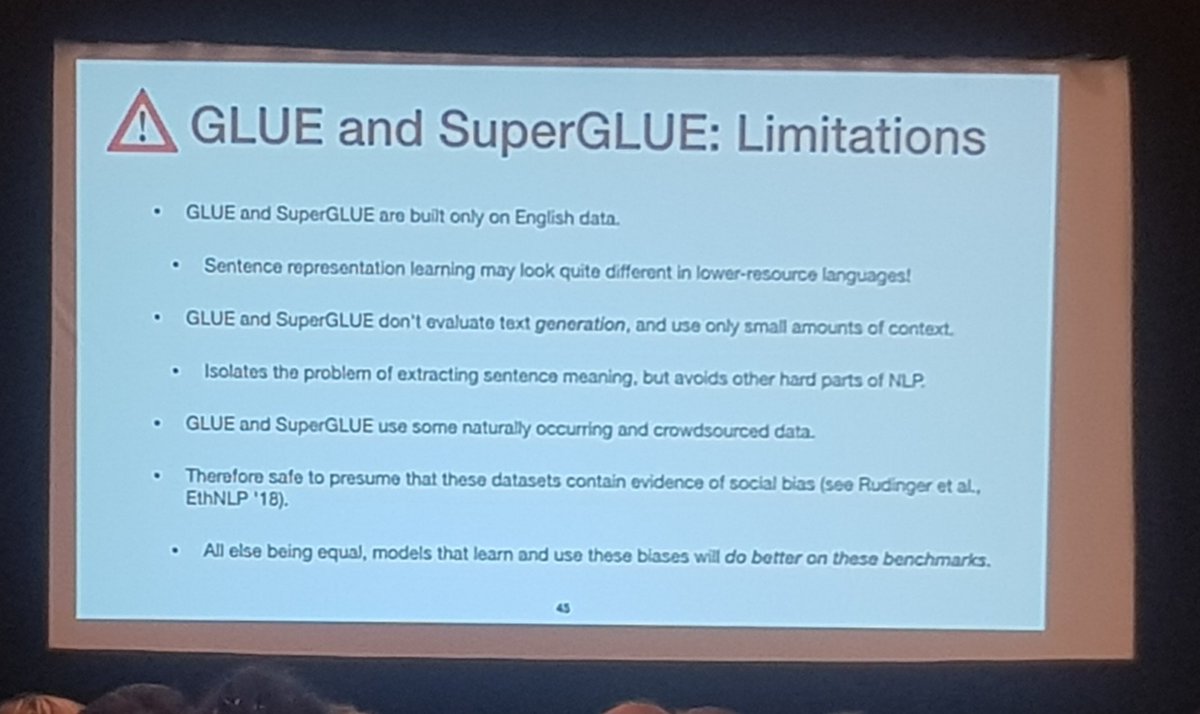 GLUE and SuperGLUE: Limitations
• GLUE and SuperGLUE are built only on English data.
• Sentence representation learning may look quite different in lower-resource languages!
• GLUE and SuperGLUE don't evaluate text generation, and use only small amounts of context.
• Isolates the problem of extracting sentence meaning, but avoids other hard parts of NLP.
• GLUE and SuperGLUE use some naturally occurring and crowdsourced data.
• Therefore safe to presume that these datasets contain evidence of social bias (see Rudinger et al.,
EthNLP '18).
• All else being equal, models that learn and use these biases will do better on these benchmarks.
45